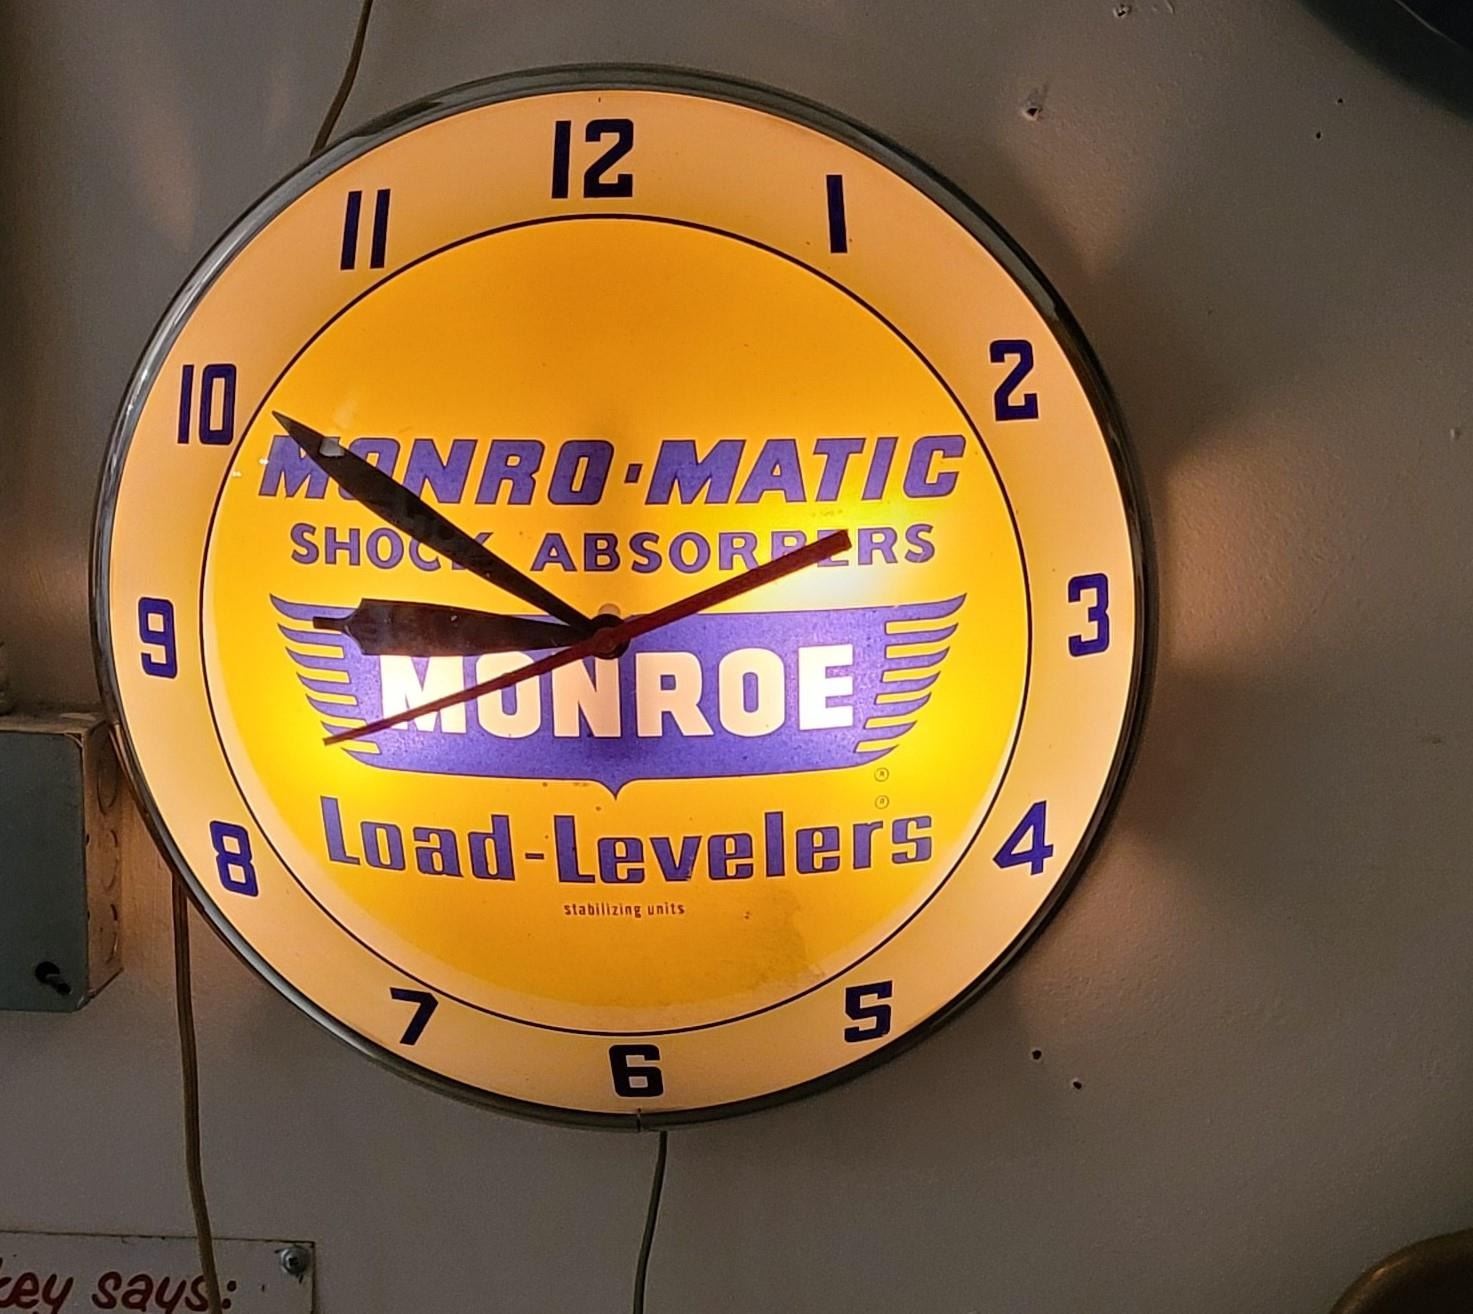 12
11
1
10
2
MONRO·MATIC
SHOCK ABSORBERS
9
3
MONROE
®
®
Load-Levelers
8
4
stabilizing units
7
5
6
says: